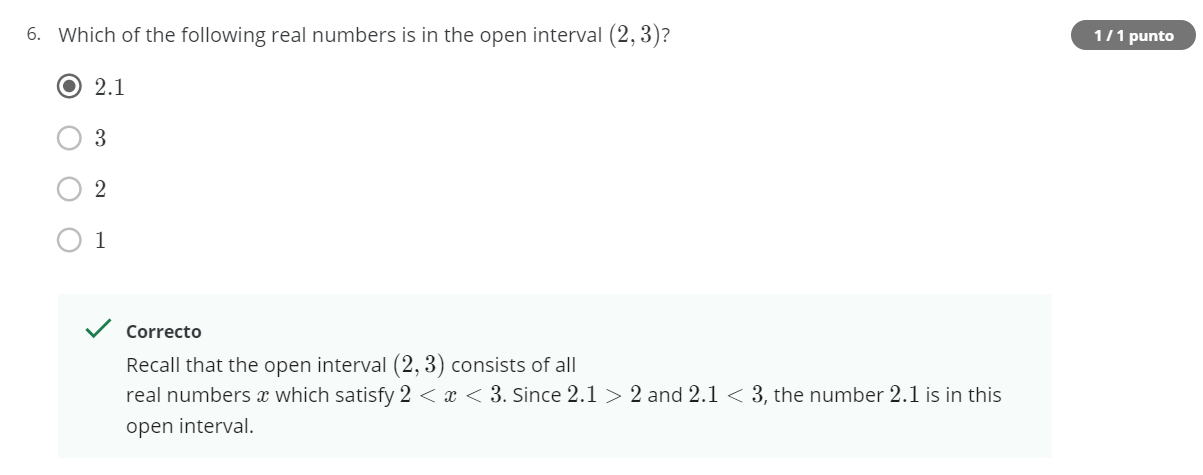 6. Which of the following real numbers is in the open interval (2, 3)?
1 / 1 punto
2.1
3
2
1
Correcto
Recall that the open interval (2, 3) consists of all
real numbers x which satisfy 2 < x < 3. Since 2.1 > 2 and 2.1 < 3, the number 2.1 is in this
open interval.